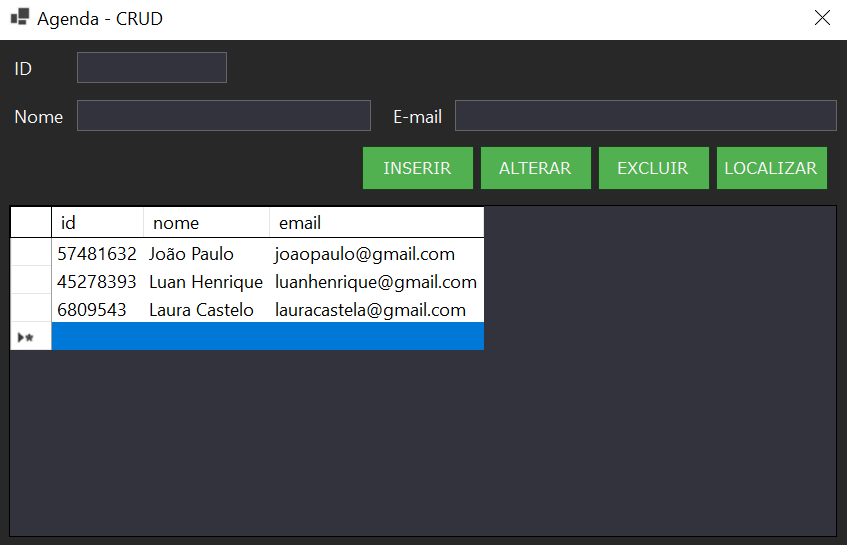 Agenda - CRUD
ID
Nome E-mail
INSERIR ALTERAR EXCLUIR LOCALIZAR
id nome email
57481632 João Paulo joaopaulo@gmail.com
45278393 Luan Henrique luanhenrique@gmail.com
6809543 Laura Castelo lauracastela@gmail.com